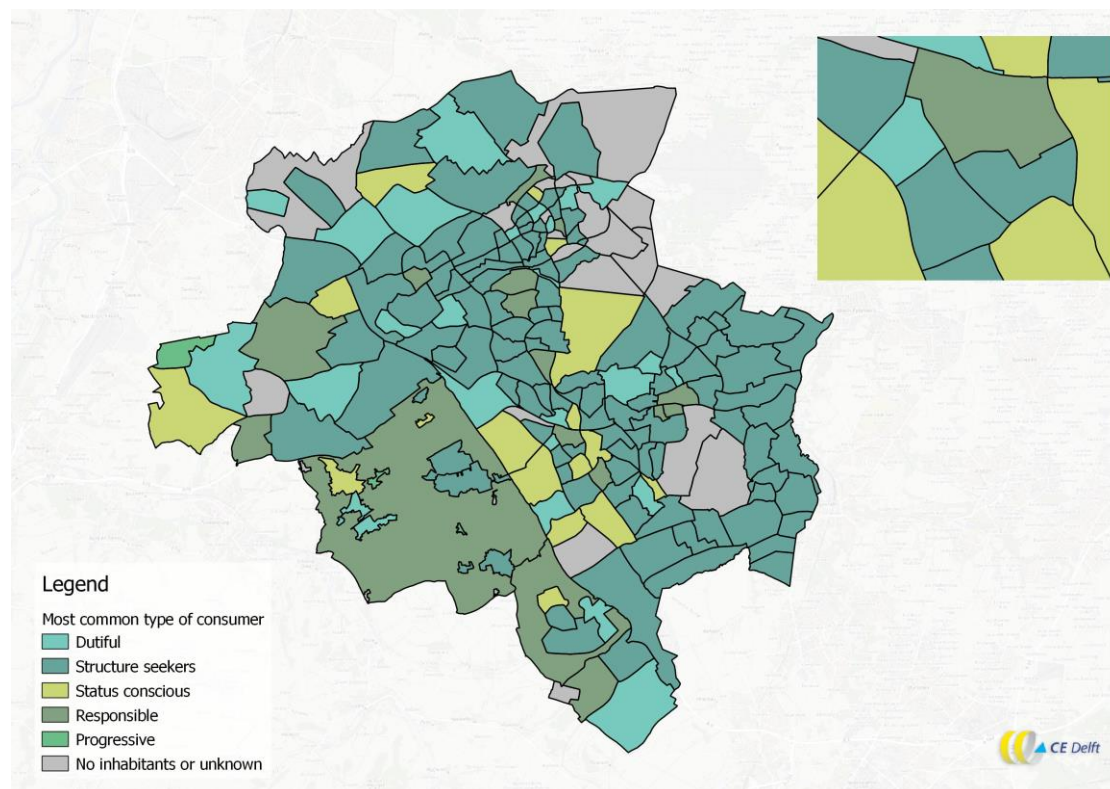 Legend
Most common type of consumer
Dutiful
Structure seekers
Status conscious
Responsible
Progressive
No inhabitants or unknown
CE Delft